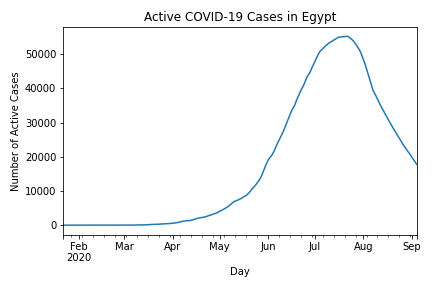 Active COVID-19 Cases in Egypt
Number of Active Cases
50000
40000
30000
20000
10000
0
Feb Mar Apr May Jun Jul Aug Sep
2020
Day